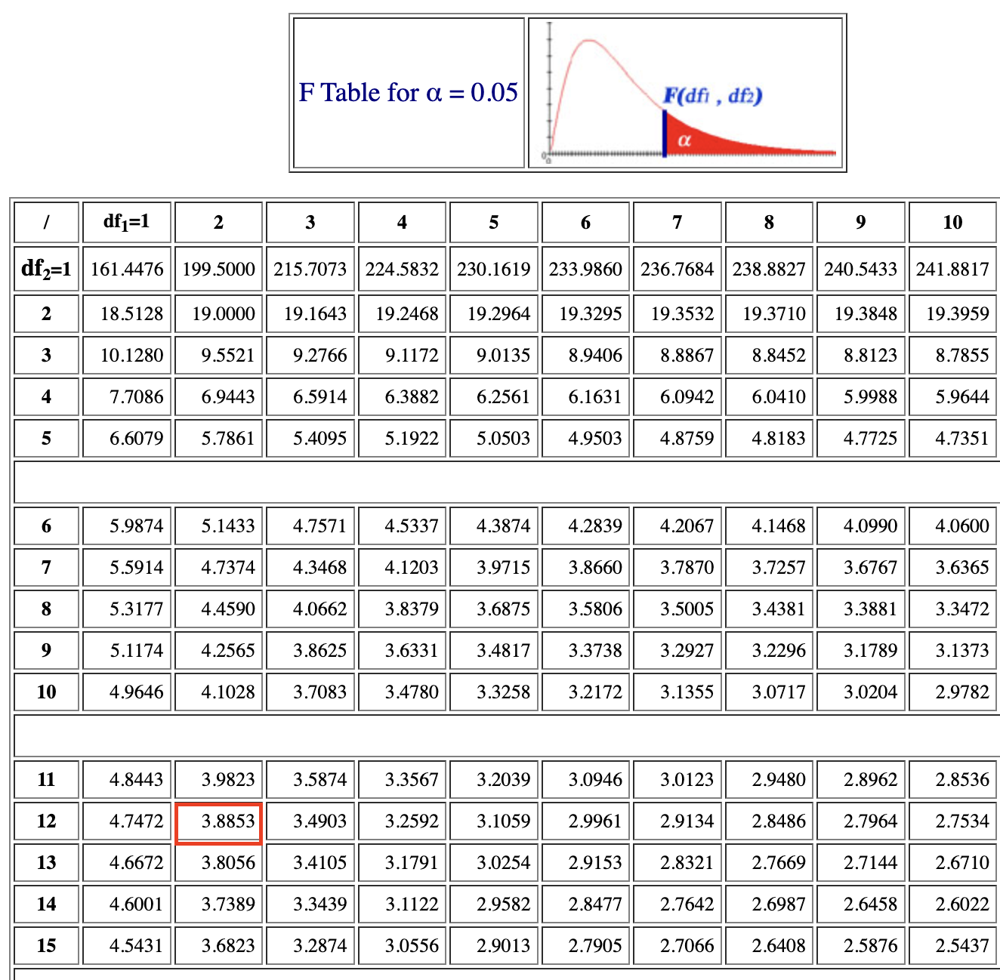 F Table for α = 0.05
F(df1 , df2)
α
0
0
/ df1=1 2 3 4 5 6 7 8 9 10
df2=1 161.4476 199.5000 215.7073 224.5832 230.1619 233.9860 236.7684 238.8827 240.5433 241.8817
2 18.5128 19.0000 19.1643 19.2468 19.2964 19.3295 19.3532 19.3710 19.3848 19.3959
3 10.1280 9.5521 9.2766 9.1172 9.0135 8.9406 8.8867 8.8452 8.8123 8.7855
4 7.7086 6.9443 6.5914 6.3882 6.2561 6.1631 6.0942 6.0410 5.9988 5.9644
5 6.6079 5.7861 5.4095 5.1922 5.0503 4.9503 4.8759 4.8183 4.7725 4.7351
6 5.9874 5.1433 4.7571 4.5337 4.3874 4.2839 4.2067 4.1468 4.0990 4.0600
7 5.5914 4.7374 4.3468 4.1203 3.9715 3.8660 3.7870 3.7257 3.6767 3.6365
8 5.3177 4.4590 4.0662 3.8379 3.6875 3.5806 3.5005 3.4381 3.3881 3.3472
9 5.1174 4.2565 3.8625 3.6331 3.4817 3.3738 3.2927 3.2296 3.1789 3.1373
10 4.9646 4.1028 3.7083 3.4780 3.3258 3.2172 3.1355 3.0717 3.0204 2.9782
11 4.8443 3.9823 3.5874 3.3567 3.2039 3.0946 3.0123 2.9480 2.8962 2.8536
12 4.7472 3.8853 3.4903 3.2592 3.1059 2.9961 2.9134 2.8486 2.7964 2.7534
13 4.6672 3.8056 3.4105 3.1791 3.0254 2.9153 2.8321 2.7669 2.7144 2.6710
14 4.6001 3.7389 3.3439 3.1122 2.9582 2.8477 2.7642 2.6987 2.6458 2.6022
15 4.5431 3.6823 3.2874 3.0556 2.9013 2.7905 2.7066 2.6408 2.5876 2.5437